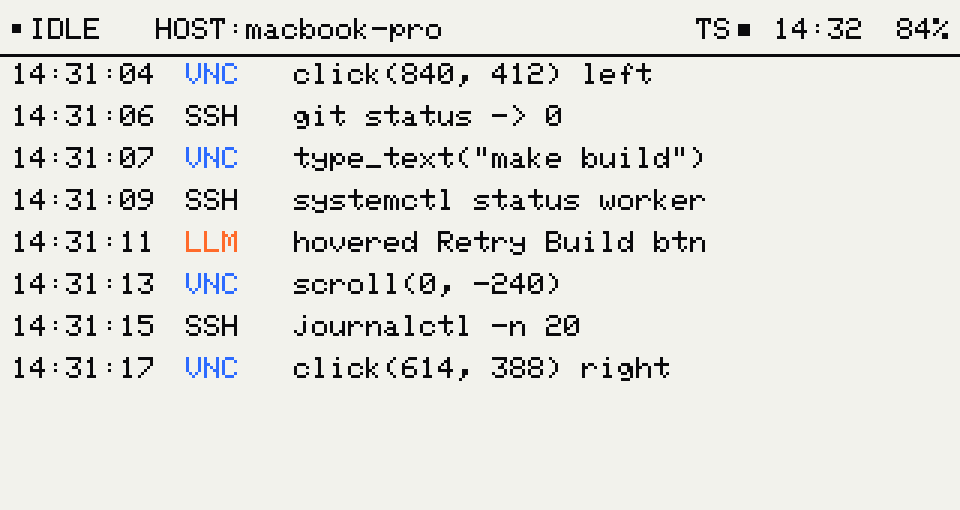 ▪IDLE HOST:macbook-pro TS■ 14:32 84%
14:31:04 VNC click(840, 412) left
14:31:06 SSH git status -> 0
14:31:07 VNC type_text("make build")
14:31:09 SSH systemctl status worker
14:31:11 LLM hovered Retry Build btn
14:31:13 VNC scroll(0, -240)
14:31:15 SSH journalctl -n 20
14:31:17 VNC click(614, 388) right